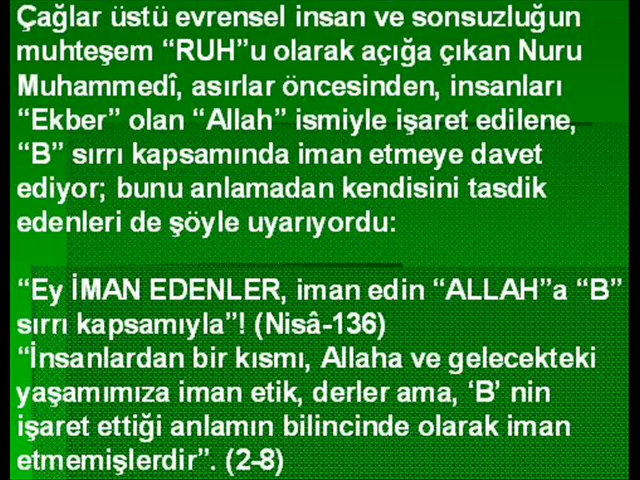 Çağlar üstü evrensel insan ve sonsuzluğun
muhteşem “RUH”u olarak açığa çıkan Nuru
Muhammedî, asırlar öncesinden, insanları
“Ekber” olan “Allah” ismiyle işaret edilene,
“B” sırrı kapsamında iman etmeye davet
ediyor; bunu anlamadan kendisini tasdik
edenleri de şöyle uyarıyordu:
“Ey İMAN EDENLER, iman edin “ALLAH”a “B”
sırrı kapsamıyla”! (Nisâ-136)
“İnsanlardan bir kısmı, Allaha ve gelecekteki
yaşamımıza iman etik, derler ama, ‘B’ nin
işaret ettiği anlamın bilincinde olarak iman
etmemişlerdir”. (2-8)